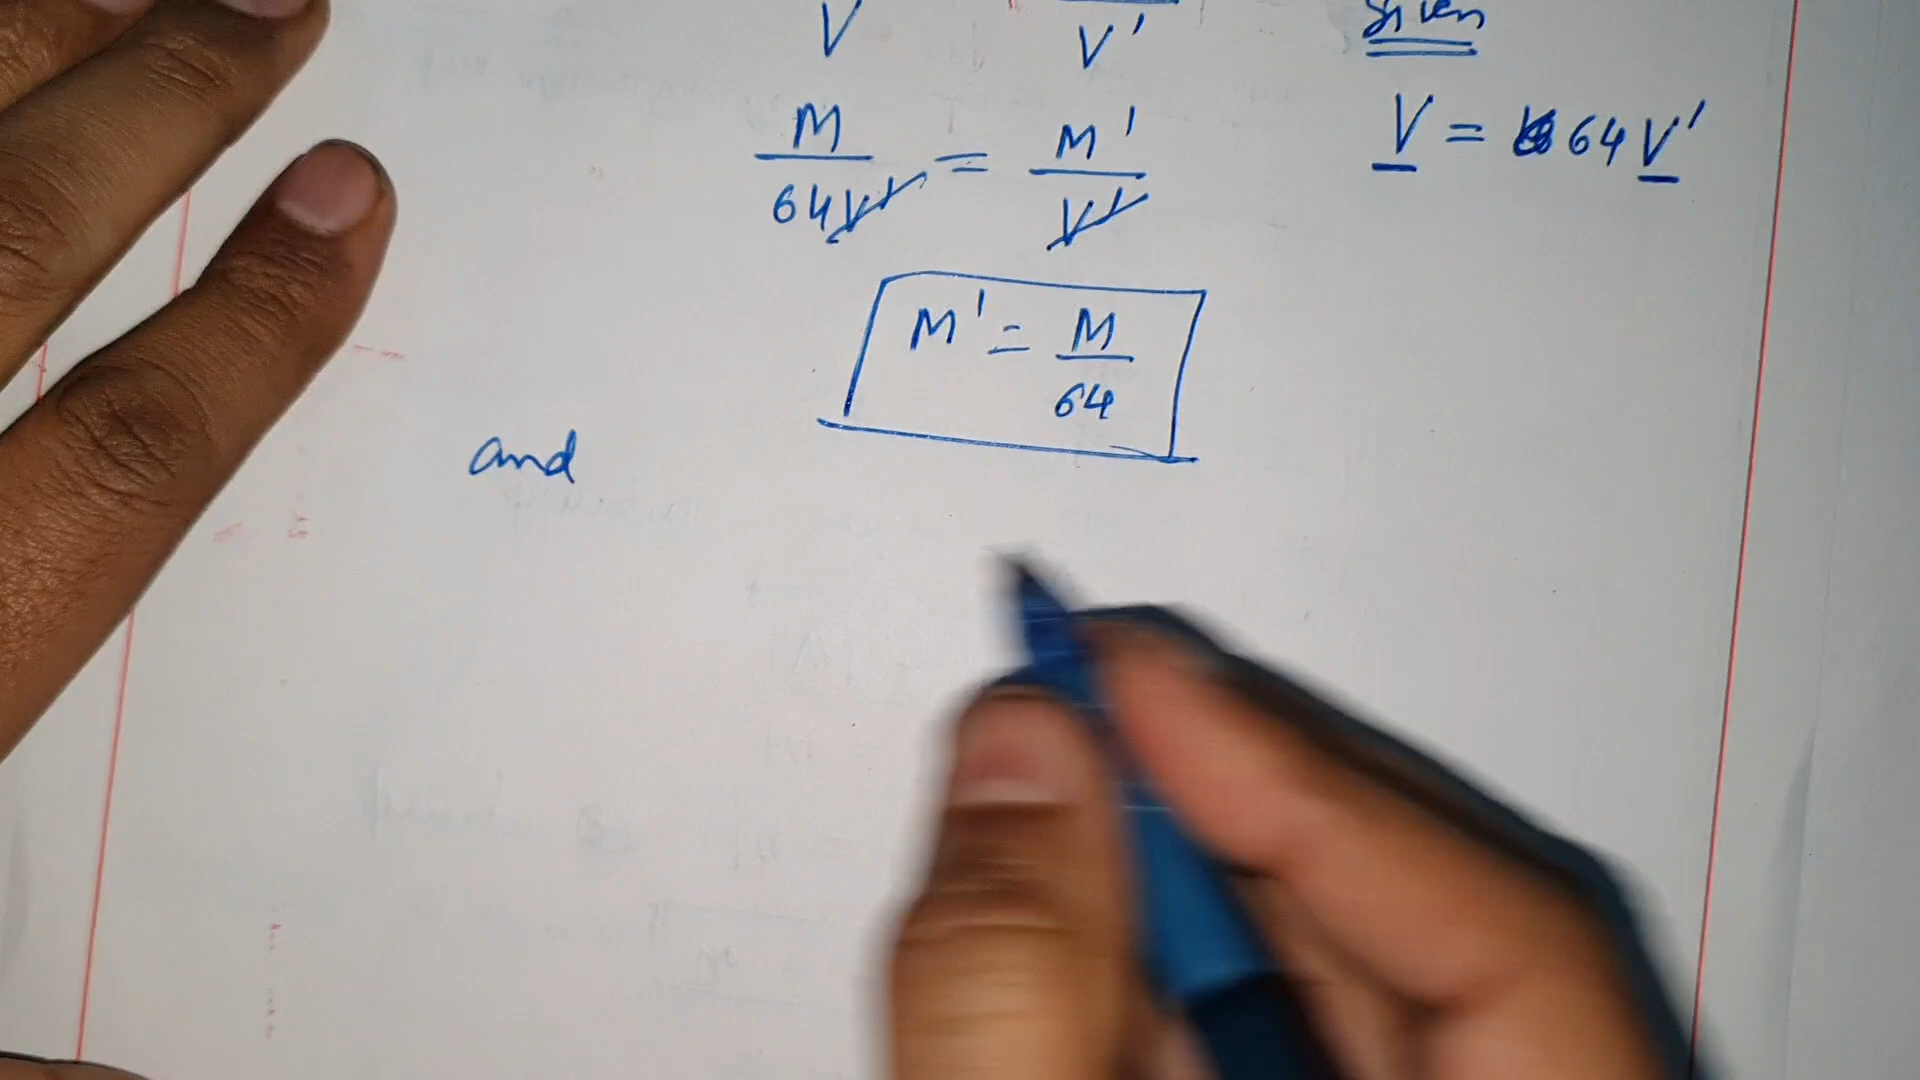 V V' Given
M/64V' = M'/V' V = 64V'
M' = M/64
and